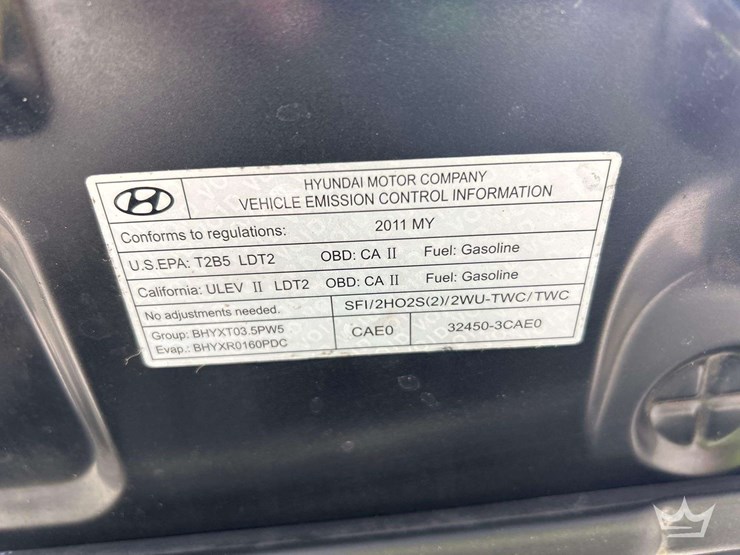 HYUNDAI MOTOR COMPANY
VEHICLE EMISSION CONTROL INFORMATION
Conforms to regulations: 2011 MY
U.S.EPA: T2B5 LDT2 OBD: CA II Fuel: Gasoline
California: ULEV II LDT2 OBD: CA II Fuel: Gasoline
No adjustments needed. SFI/2HO2S(2)/2WU-TWC/TWC
Group: BHYXT03.5PW5 CAE0 32450-3CAE0
Evap.: BHYXR0160PDC